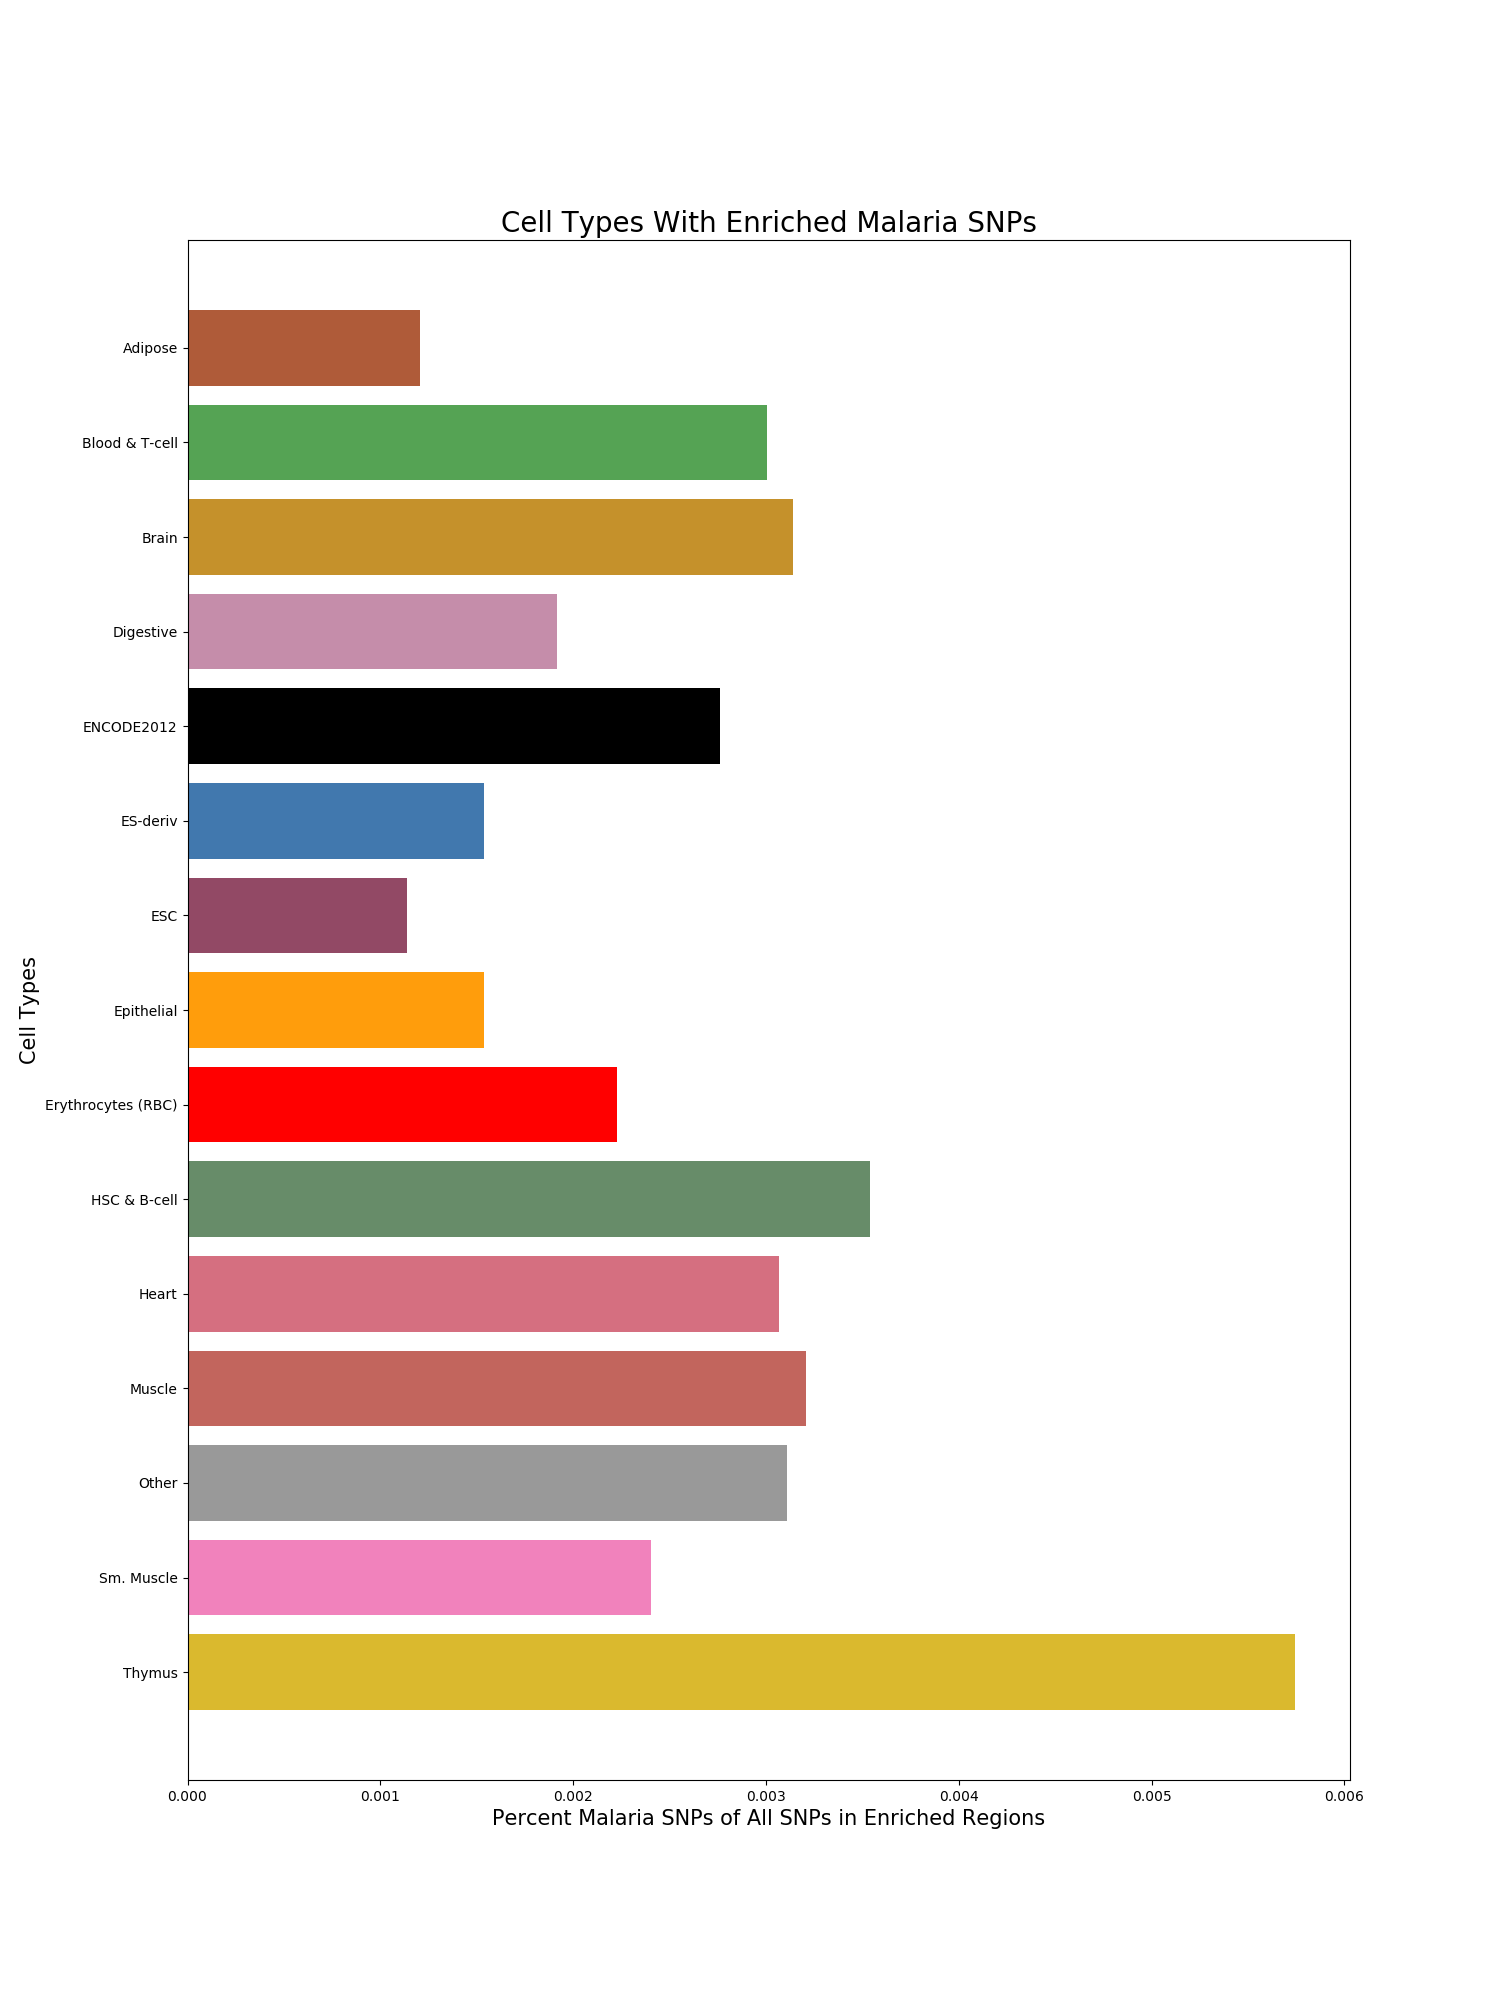 Cell Types With Enriched Malaria SNPs
Adipose
Blood & T-cell
Brain
Digestive
ENCODE2012
ES-deriv
ESC
Epithelial
Cell Types
Erythrocytes (RBC)
HSC & B-cell
Heart
Muscle
Other
Sm. Muscle
Thymus
0.000 0.001 0.002 0.003 0.004 0.005 0.006
Percent Malaria SNPs of All SNPs in Enriched Regions